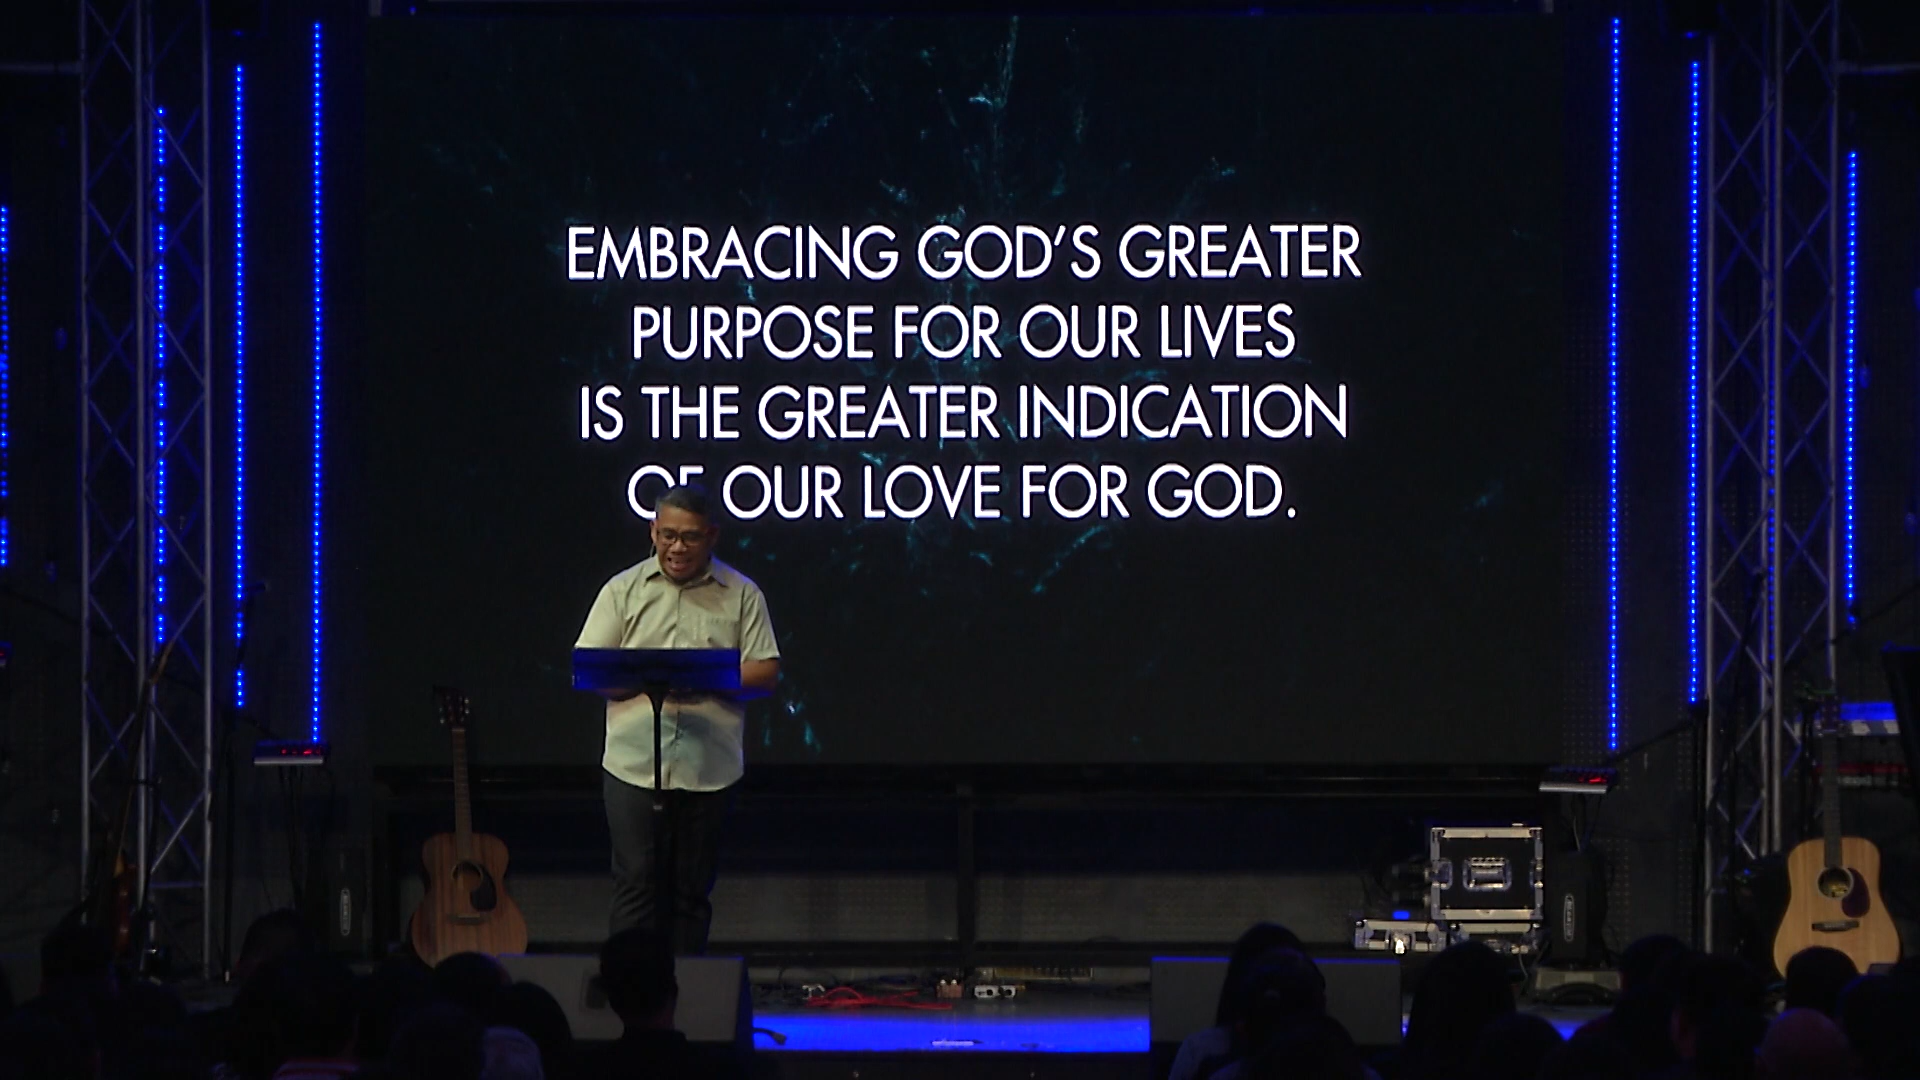 EMBRACING GOD'S GREATER
PURPOSE FOR OUR LIVES
IS THE GREATER INDICATION
OF OUR LOVE FOR GOD.